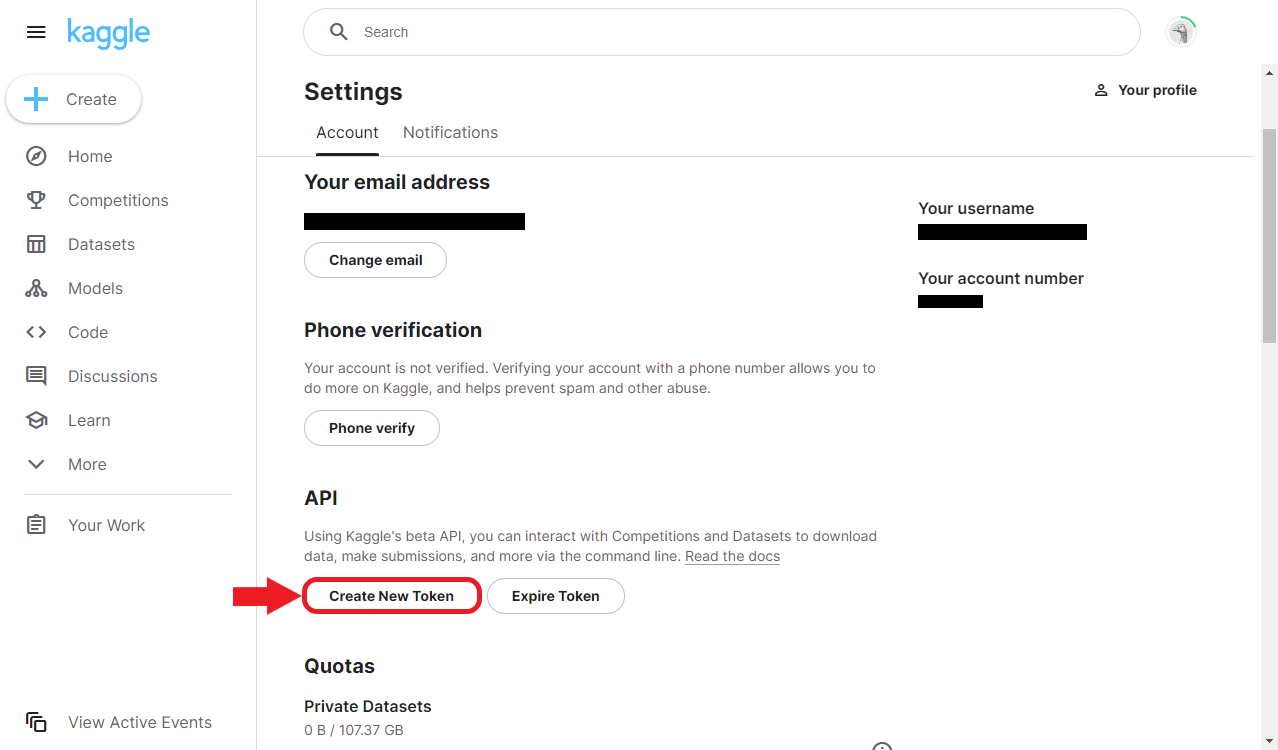 kaggle
Search
Create
Home
Competitions
Datasets
Models
Code
Discussions
Learn
More
Your Work
View Active Events
Settings
Your profile
Account
Notifications
Your email address
Change email
Your username
Your account number
Phone verification
Your account is not verified. Verifying your account with a phone number allows you to
do more on Kaggle, and helps prevent spam and other abuse.
Phone verify
API
Using Kaggle's beta API, you can interact with Competitions and Datasets to download
data, make submissions, and more via the command line. Read the docs
Create New Token
Expire Token
Quotas
Private Datasets
0 B / 107.37 GB